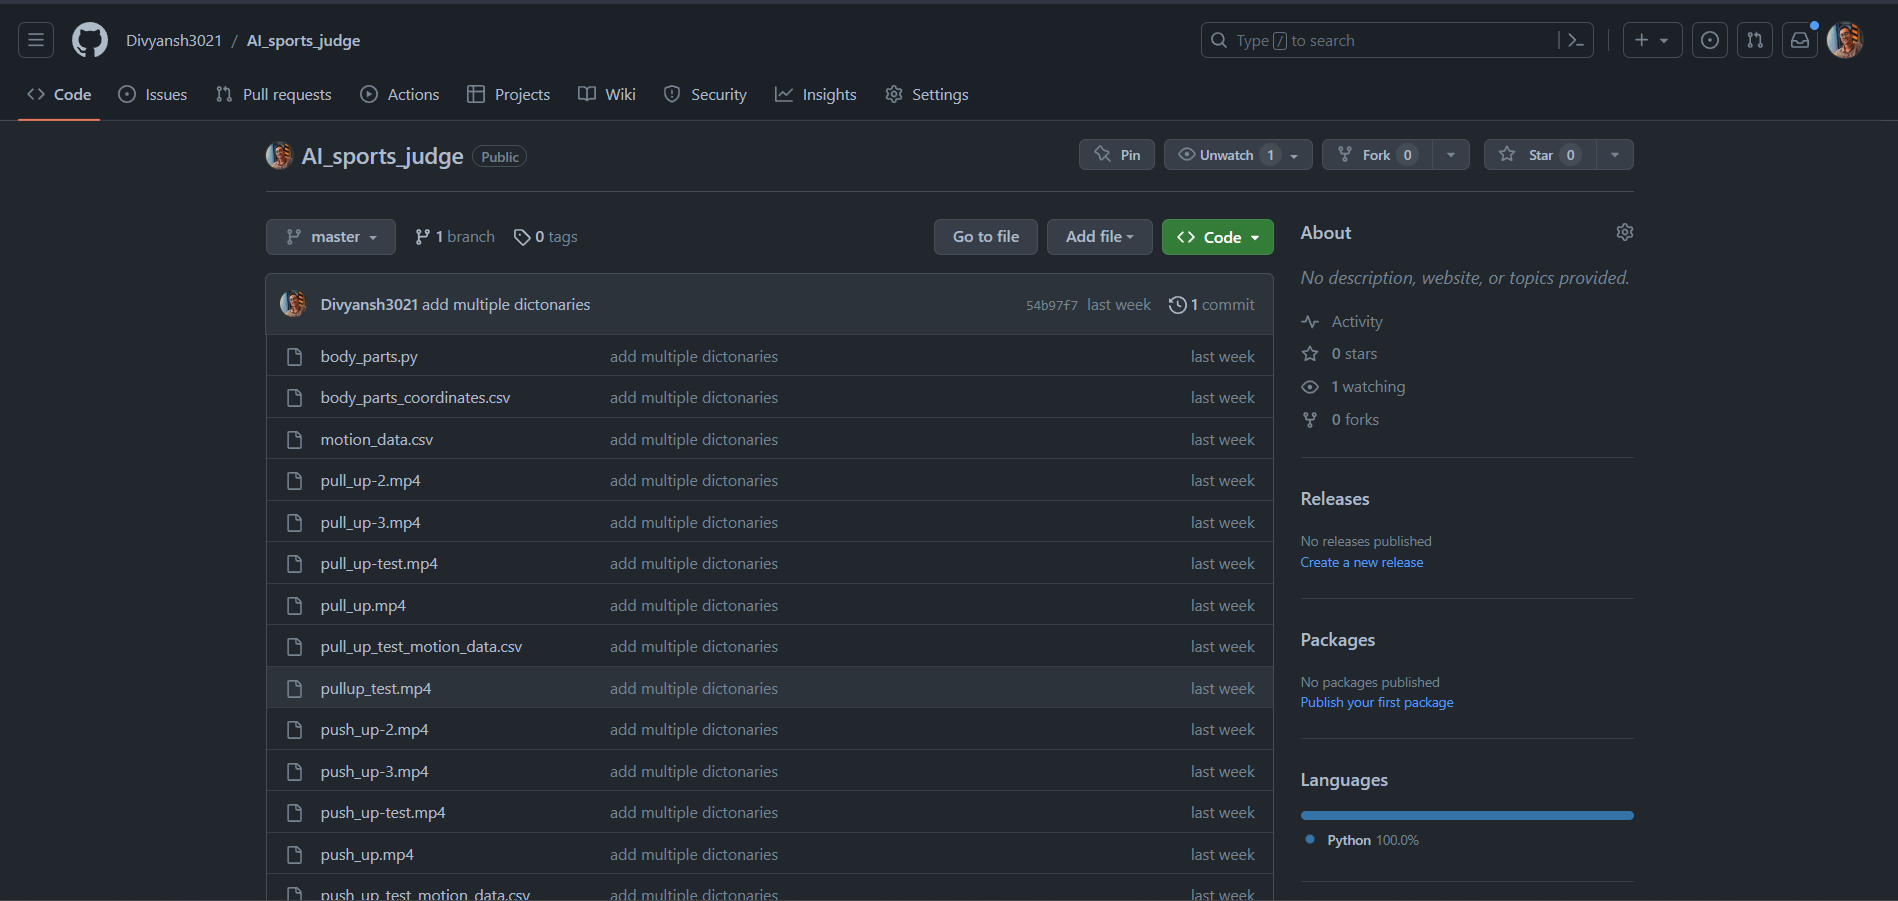 Divyansh3021 / AI_sports_judge
Type / to search
Code Issues Pull requests Actions Projects Wiki Security Insights Settings
AI_sports_judge Public
Pin Unwatch 1 Fork 0 Star 0
master 1 branch 0 tags Go to file Add file Code
Divyansh3021 add multiple dictonaries 54b97f7 last week 1 commit
body_parts.py add multiple dictonaries last week
body_parts_coordinates.csv add multiple dictonaries last week
motion_data.csv add multiple dictonaries last week
pull_up-2.mp4 add multiple dictonaries last week
pull_up-3.mp4 add multiple dictonaries last week
pull_up-test.mp4 add multiple dictonaries last week
pull_up.mp4 add multiple dictonaries last week
pull_up_test_motion_data.csv add multiple dictonaries last week
pullup_test.mp4 add multiple dictonaries last week
push_up-2.mp4 add multiple dictonaries last week
push_up-3.mp4 add multiple dictonaries last week
push_up-test.mp4 add multiple dictonaries last week
push_up.mp4 add multiple dictonaries last week
push_up_test_motion_data.csv add multiple dictonaries last week
About
No description, website, or topics provided.
Activity
0 stars
1 watching
0 forks
Releases
No releases published
Create a new release
Packages
No packages published
Publish your first package
Languages
Python 100.0%